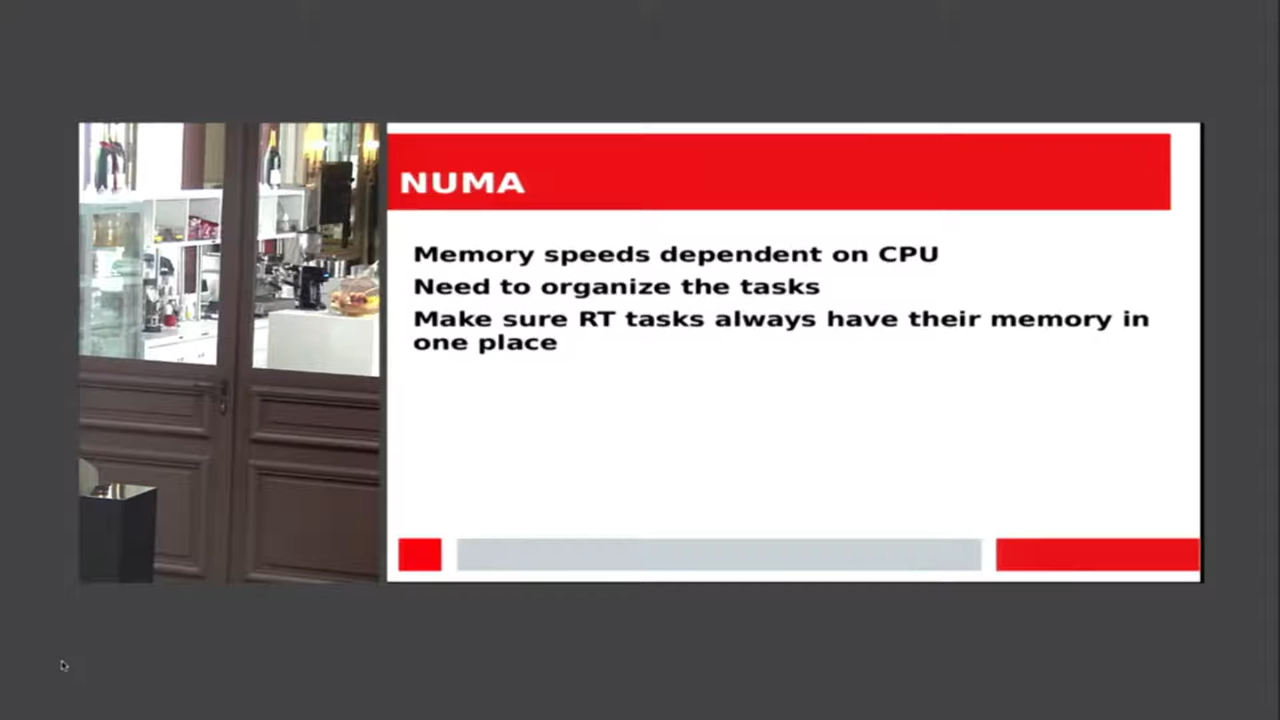 NUMA
Memory speeds dependent on CPU
Need to organize the tasks
Make sure RT tasks always have their memory in
one place